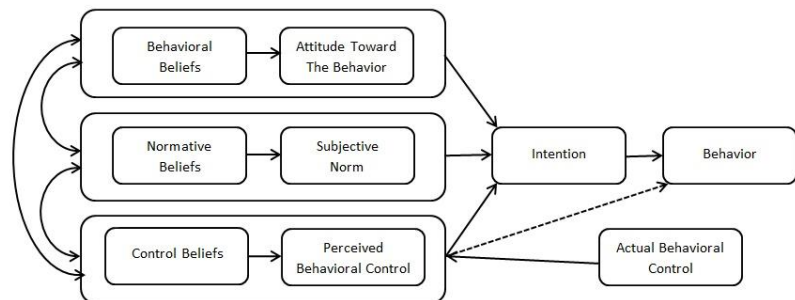 Behavioral
Beliefs
Attitude Toward
The Behavior
Normative
Beliefs
Subjective
Norm
Intention
Behavior
Control Beliefs
Perceived
Behavioral Control
Actual Behavioral
Control